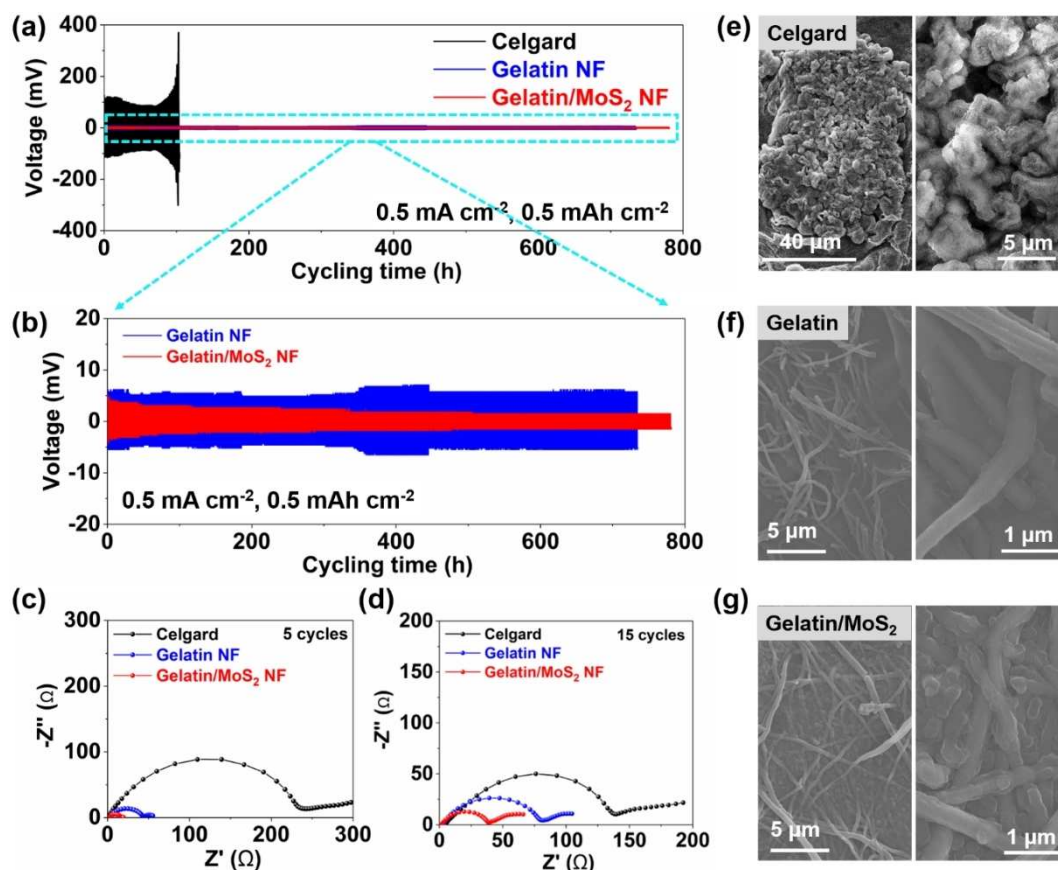 (a)
400
200
0
-200
-400
Voltage (mV)
Celgard
Gelatin NF
Gelatin/MoS₂ NF
0.5 mA cm⁻², 0.5 mAh cm⁻²
0 200 400 600 800
Cycling time (h)
(b)
20
10
0
-10
-20
Voltage (mV)
Gelatin NF
Gelatin/MoS₂ NF
0.5 mA cm⁻², 0.5 mAh cm⁻²
0 200 400 600 800
Cycling time (h)
(c)
300
200
100
0
-Z'' (Ω)
Celgard
Gelatin NF
Gelatin/MoS₂ NF
5 cycles
0 100 200 300
Z' (Ω)
(d)
200
150
100
50
0
-Z'' (Ω)
Celgard
Gelatin NF
Gelatin/MoS₂ NF
15 cycles
0 50 100 150 200
Z' (Ω)
(e)
Celgard
40 μm
5 μm
(f)
Gelatin
5 μm
1 μm
(g)
Gelatin/MoS₂
5 μm
1 μm